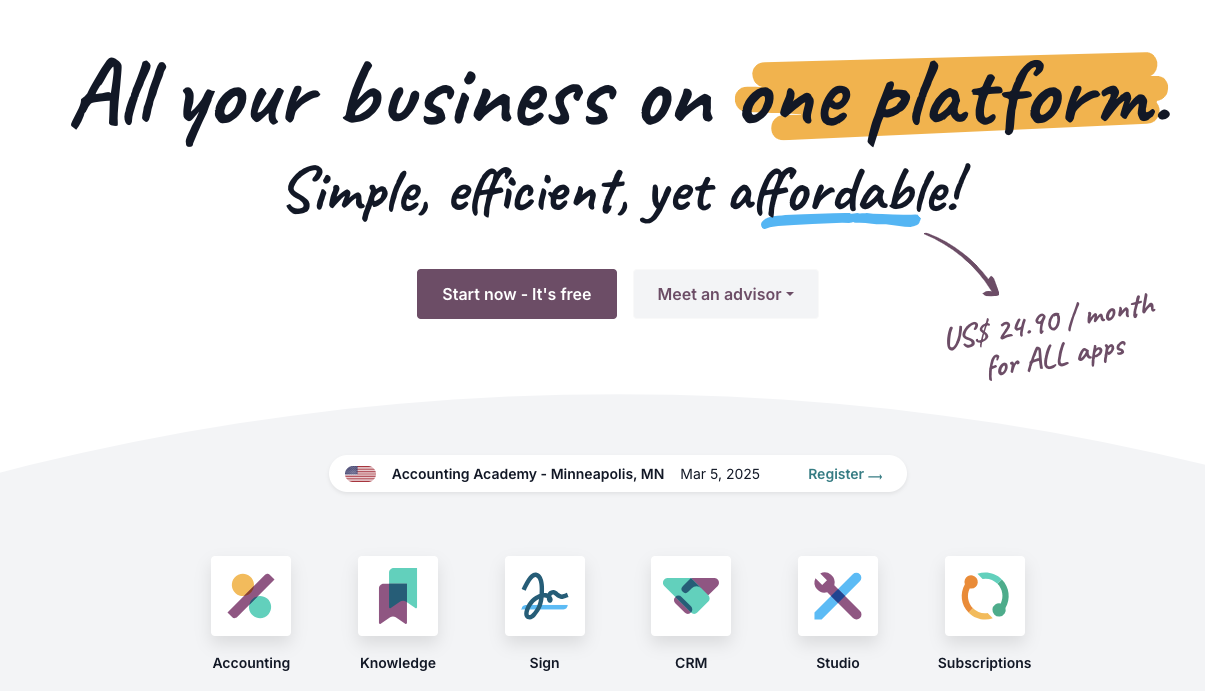 All your business on one platform.
Simple, efficient, yet affordable!
Start now - It's free
Meet an advisor
US$ 24.90 / month
for ALL apps
Accounting Academy - Minneapolis, MN Mar 5, 2025 Register →
Accounting Knowledge Sign CRM Studio Subscriptions